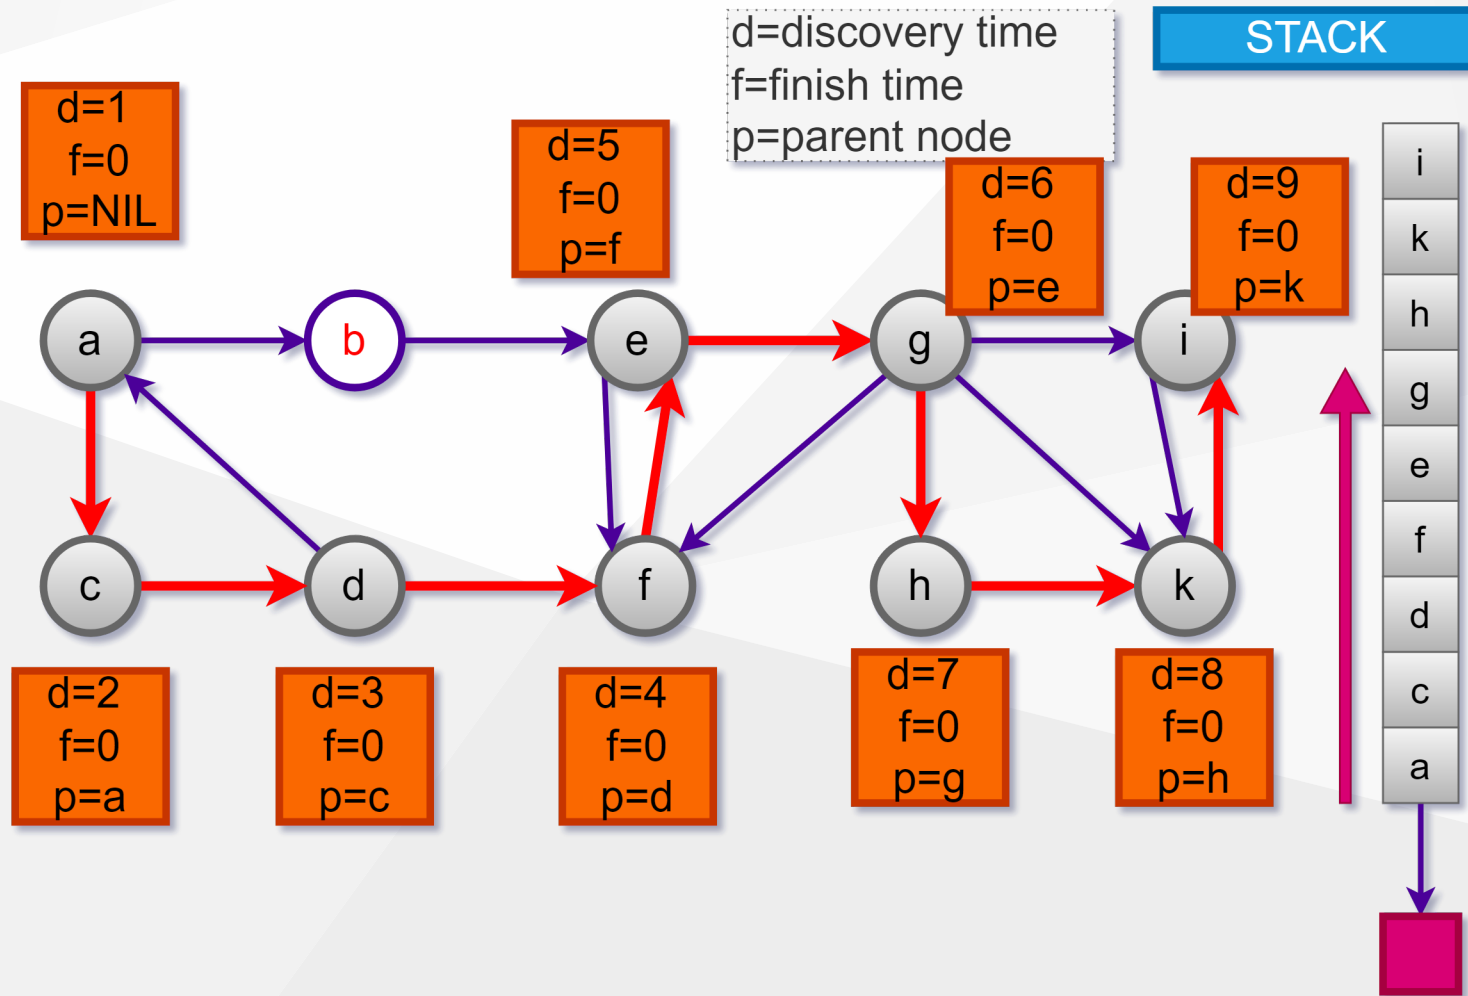 d=discovery time
f=finish time
p=parent node
STACK
d=1
f=0
p=NIL
d=5
f=0
p=f
d=6
f=0
p=e
d=9
f=0
p=k
a
b
e
g
i
c
d
f
h
k
d=2
f=0
p=a
d=3
f=0
p=c
d=4
f=0
p=d
d=7
f=0
p=g
d=8
f=0
p=h
i
k
h
g
e
f
d
c
a